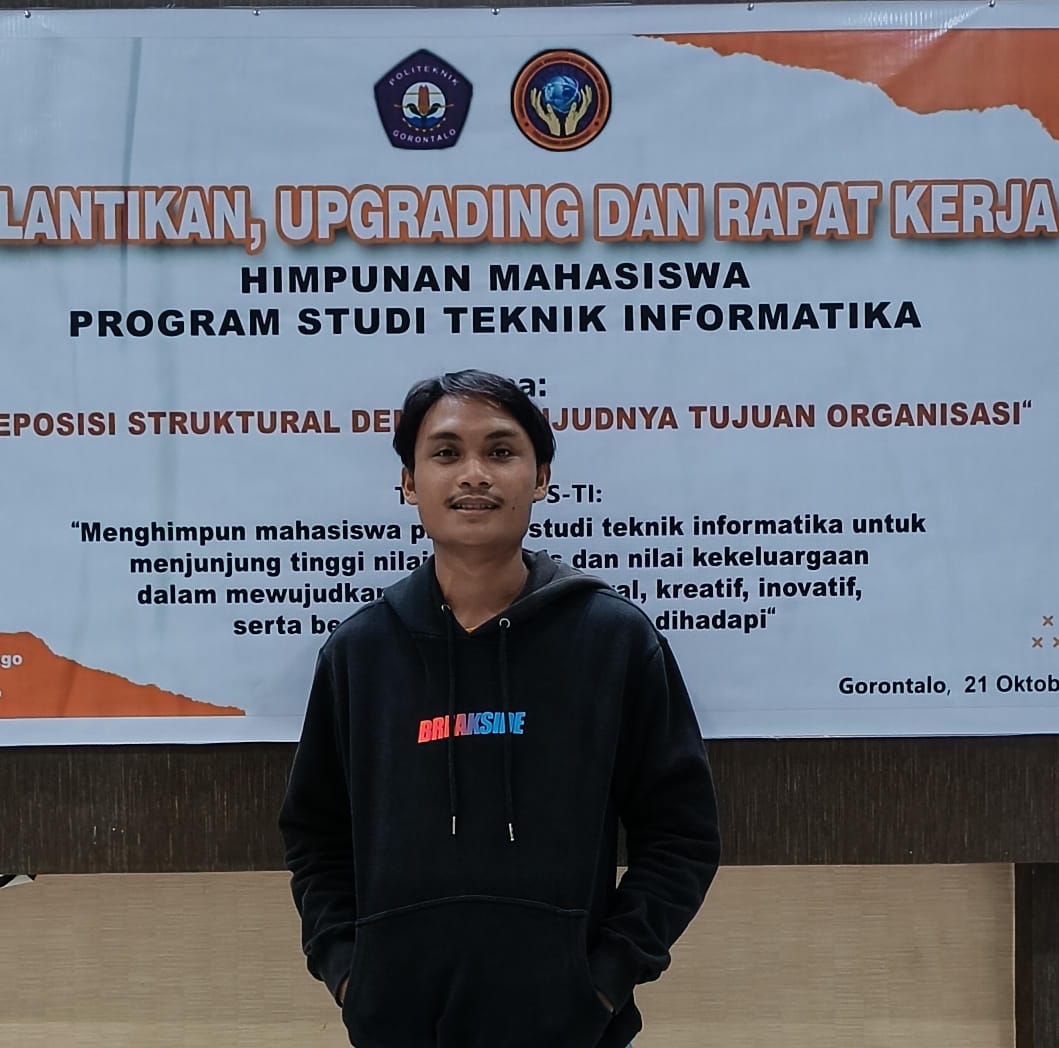 POLITEKNIK
GORONTALO
LANTIKAN, UPGRADING DAN RAPAT KERJA
HIMPUNAN MAHASISWA
PROGRAM STUDI TEKNIK INFORMATIKA
a:
EPOSISI STRUKTURAL DE JUDNYA TUJUAN ORGANISASI“
T S-TI:
“Menghimpun mahasiswa p studi teknik informatika untuk
menjunjung tinggi nilai s dan nilai kekeluargaan
dalam mewujudkan al, kreatif, inovatif,
serta be dihadapi“
go
Gorontalo, 21 Oktob
BREAKSIDE